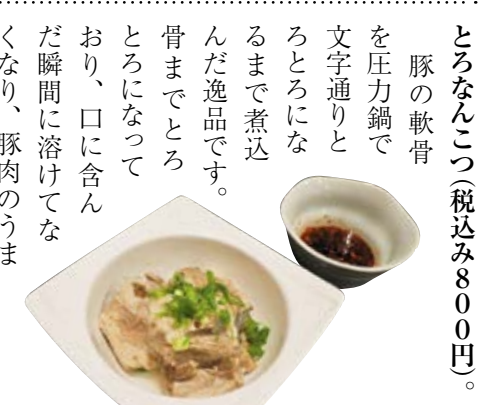 とろなんこつ（税込み８００円）。
豚の軟骨
を圧力鍋で
文字通りと
ろとろにな
るまで煮込
んだ逸品です。
骨までとろ
とろになって
おり、口に含ん
だ瞬間に溶けてな
くなり、豚肉のうま